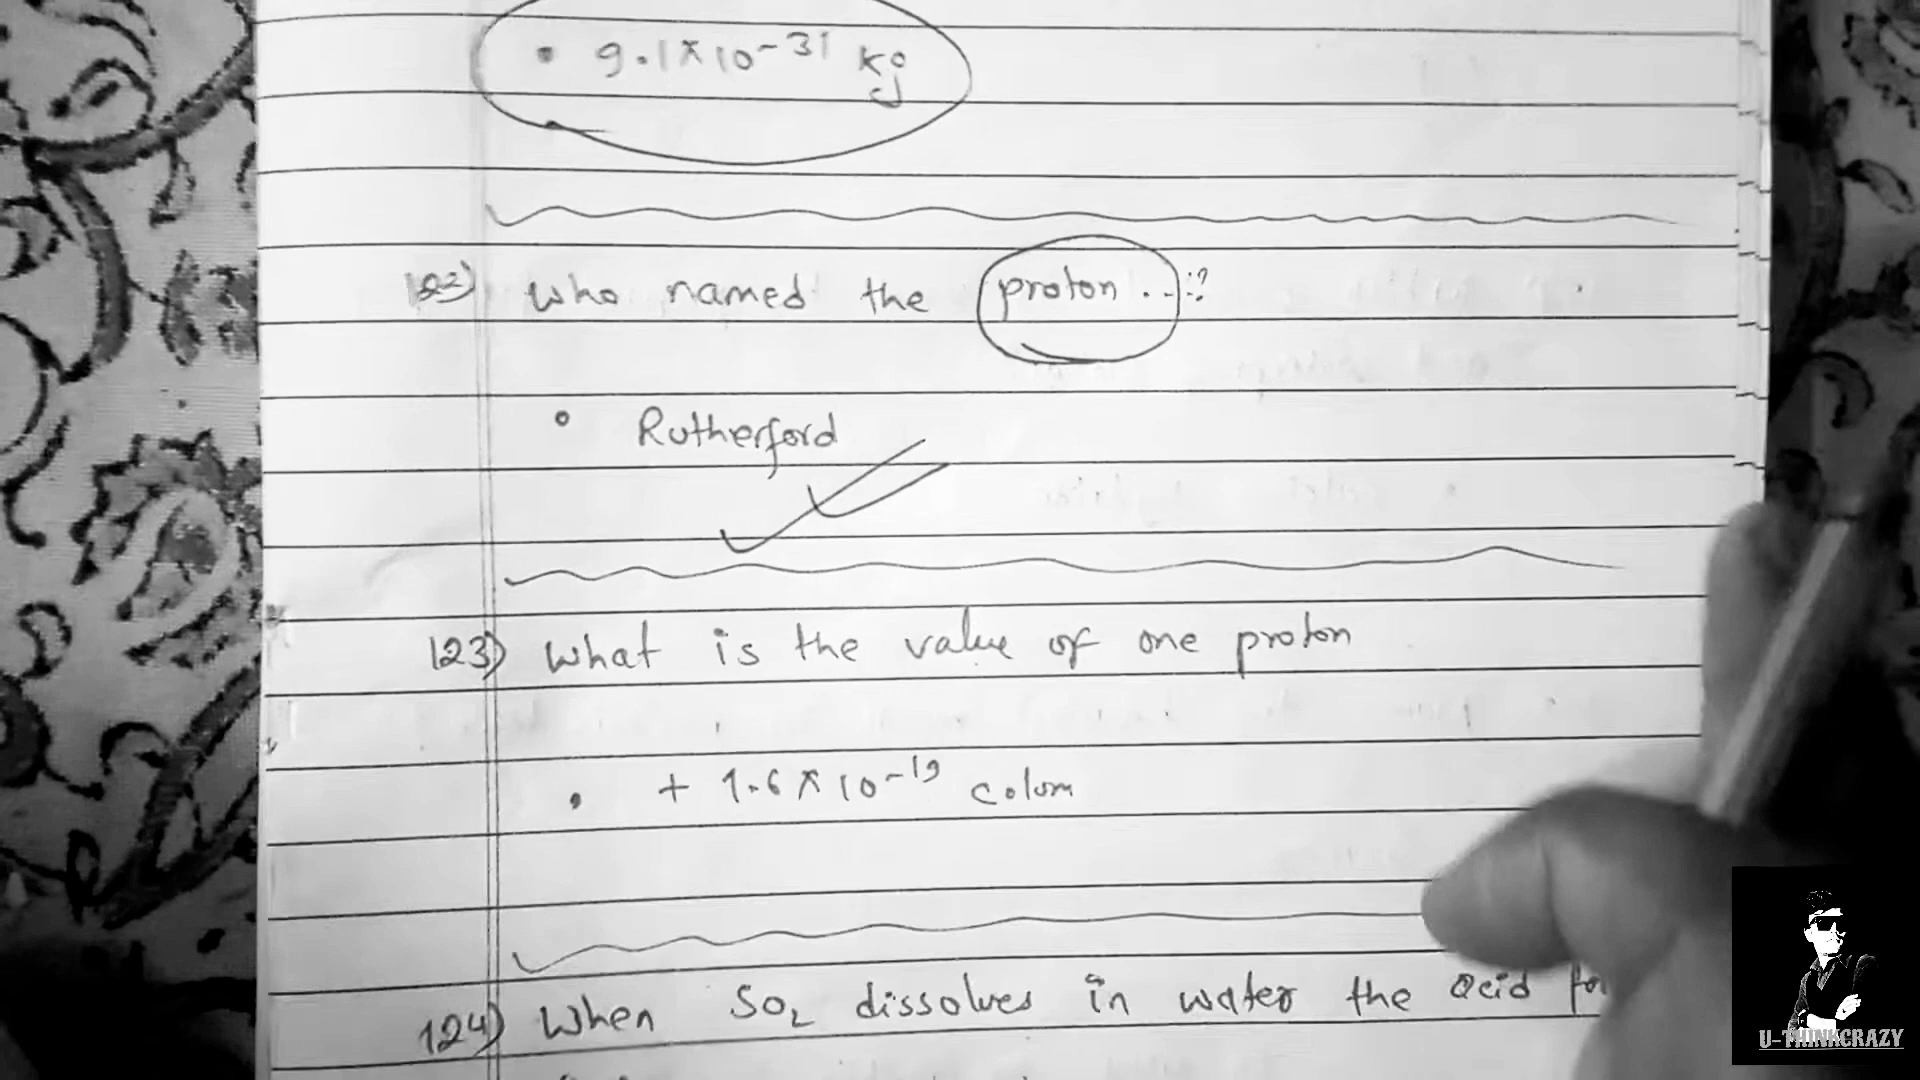 • 9.1×10-31 kg
122) who named the proton...?
• Rutherford
123) What is the value of one proton
• + 1.6×10-19 colom
124) When SO2 dissolves in water the acid
U-THINKCRAZY